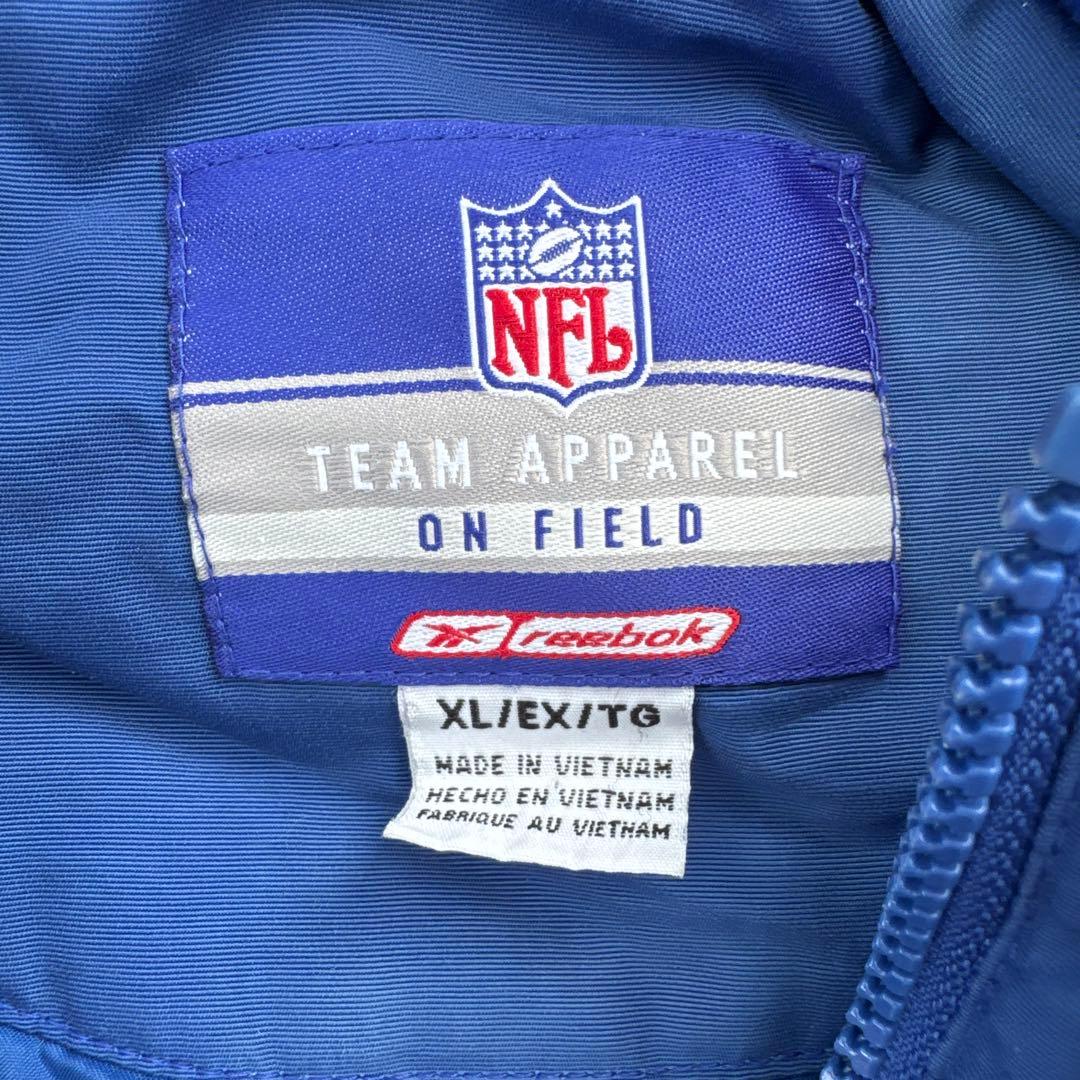 NFL
TEAM APPAREL
ON FIELD
reebok
XL/EX/TG
MADE IN VIETNAM
HECHO EN VIETNAM
FABRIQUE AU VIETNAM